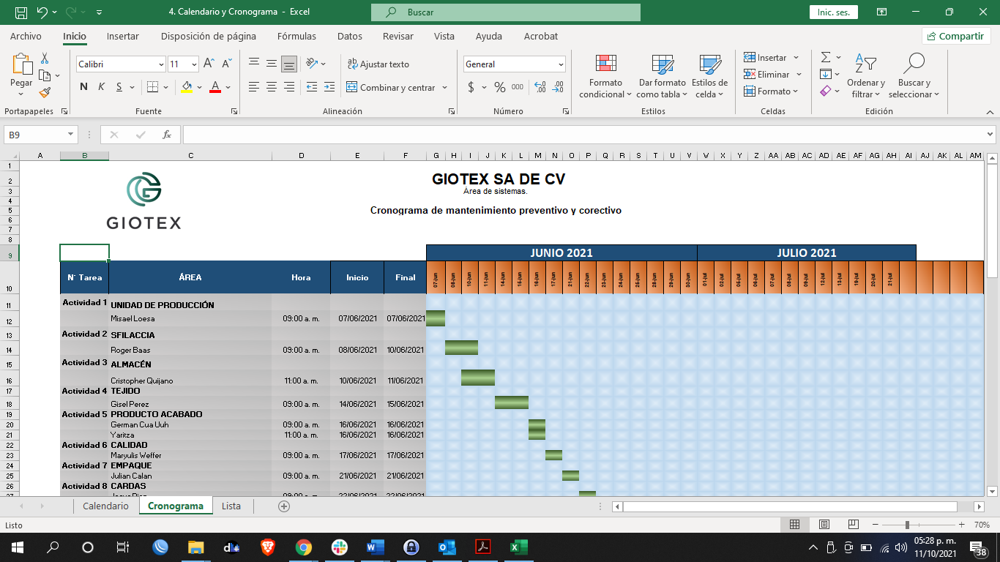 4. Calendario y Cronograma - Excel
Buscar
Inic. ses.
Archivo Inicio Insertar Disposición de página Fórmulas Datos Revisar Vista Ayuda Acrobat Compartir
Pegar
Calibri 11
N K S A
Ajustar texto
Combinar y centrar
General
$ % 000
Formato condicional
Dar formato como tabla
Estilos de celda
Insertar
Eliminar
Formato
Ordenar y filtrar
Buscar y seleccionar
Portapapeles Fuente Alineación Número Estilos Celdas Edición
B9 fx
A B C D E F G H I J K L M N O P Q R S T U V W X Y Z AA AB AC AD AE AF AG AH AI AJ AK AL AM
1
2 GIOTEX SA DE CV
3 Área de sistemas.
4
5 Cronograma de mantenimiento preventivo y corectivo
GIOTEX
6
7
8
9 JUNIO 2021 JULIO 2021
10 N° Tarea ÁREA Hora Inicio Final 07-jun 08-jun 10-jun 11-jun 14-jun 15-jun 16-jun 17-jun 21-jun 22-jun 23-jun 24-jun 25-jun 28-jun 29-jun 30-jun 01-jul 02-jul 05-jul 07-jul 08-jul 09-jul 12-jul 13-jul 19-jul 20-jul 21-jul
11 Actividad 1 UNIDAD DE PRODUCCIÓN
12 Misael Loesa 09:00 a. m. 07/06/2021 07/06/2021
13 Actividad 2 SFILACCIA
14 Roger Baas 09:00 a. m. 08/06/2021 10/06/2021
15 Actividad 3 ALMACÉN
16 Cristopher Quijano 11:00 a. m. 10/06/2021 11/06/2021
17 Actividad 4 TEJIDO
18 Gisel Perez 09:00 a. m. 14/06/2021 15/06/2021
19 Actividad 5 PRODUCTO ACABADO
20 German Cua Uuh 09:00 a. m. 16/06/2021 16/06/2021
21 Yaritza 11:00 a. m. 16/06/2021 16/06/2021
22 Actividad 6 CALIDAD
23 Maryulis Weffer 09:00 a. m. 17/06/2021 17/06/2021
24 Actividad 7 EMPAQUE
25 Julian Calan 09:00 a. m. 21/06/2021 21/06/2021
26 Actividad 8 CARDAS
Calendario Cronograma Lista
Listo 70%
05:28 p. m.
11/10/2021
38